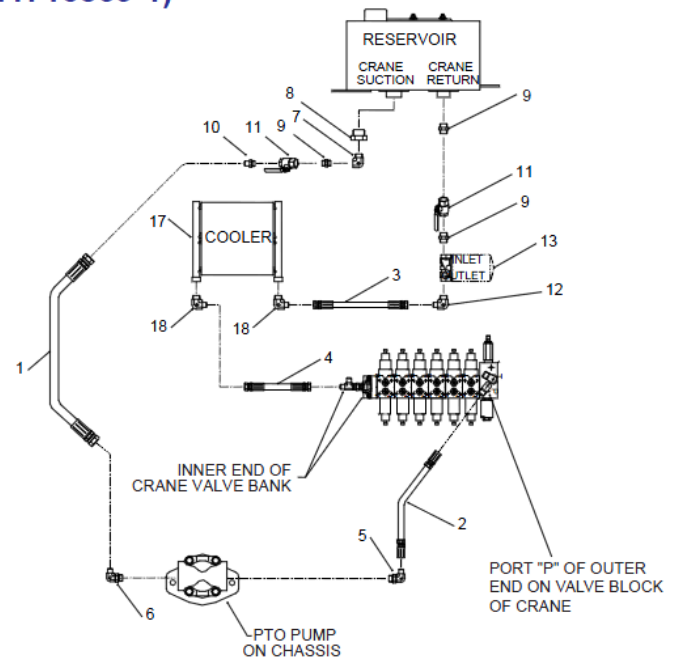 RESERVOIR
CRANE CRANE
SUCTION RETURN
8
9
7
10
11
9
11
9
17
COOLER
13
INLET
3
12
18
18
1
4
INNER END OF
CRANE VALVE BANK
2
5
PORT "P" OF OUTER
END ON VALVE BLOCK
OF CRANE
6
PTO PUMP
ON CHASSIS